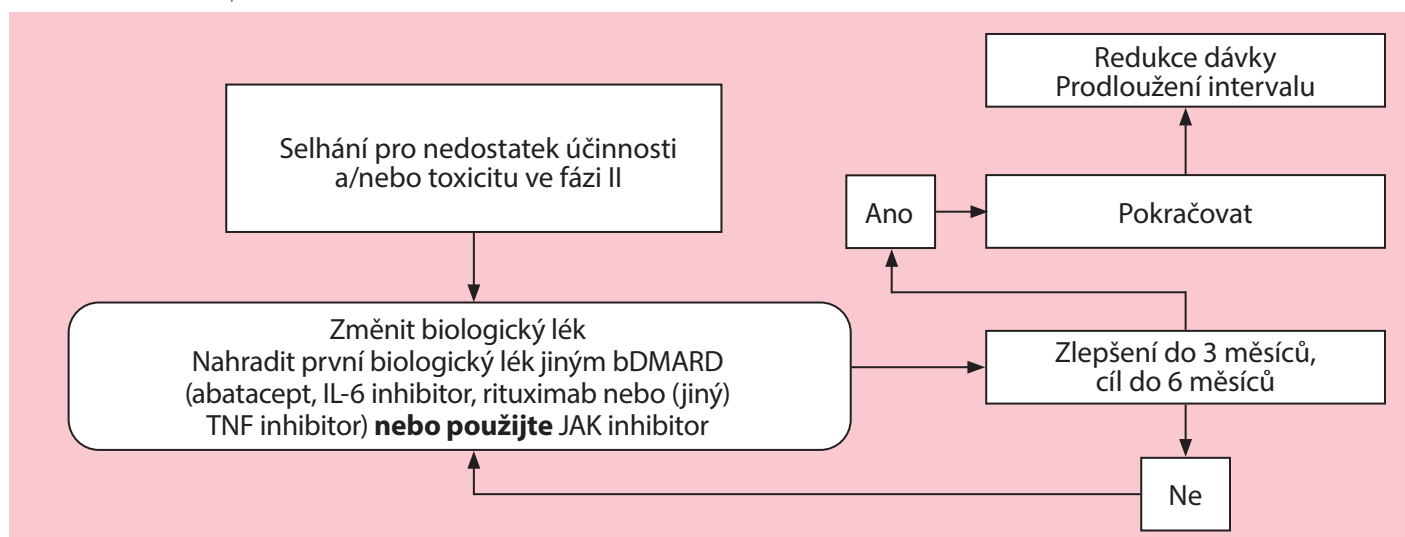 Selhání pro nedostatek účinnosti
a/nebo toxicitu ve fázi II
Změnit biologický lék
Nahradit první biologický lék jiným bDMARD
(abatacept, IL-6 inhibitor, rituximab nebo (jiný)
TNF inhibitor) nebo použijte JAK inhibitor
Zlepšení do 3 měsíců,
cíl do 6 měsíců
Ano
Pokračovat
Redukce dávky
Prodloužení intervalu
Ne